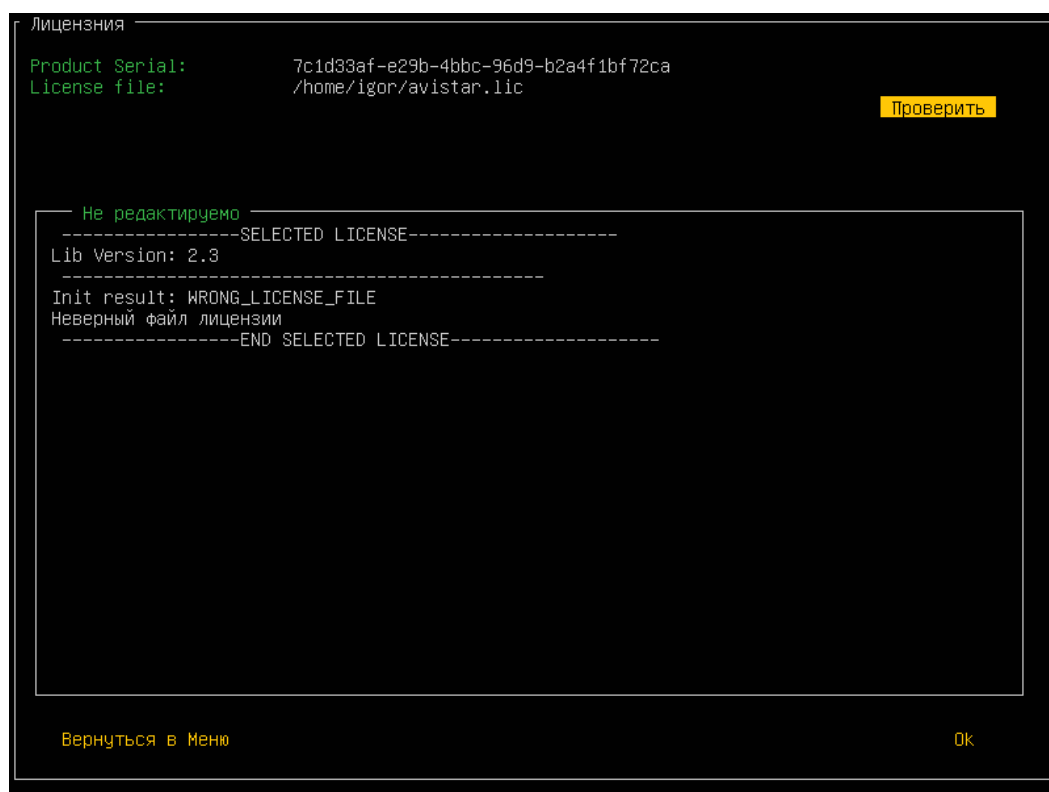 Лицензния
Product Serial: 7c1d33af-e29b-4bbc-96d9-b2a4f1bf72ca
License file: /home/igor/avistar.lic
Проверить
Не редактируемо
-----------------SELECTED LICENSE--------------------
Lib Version: 2.3
----------------------------------------------
Init result: WRONG_LICENSE_FILE
Неверный файл лицензии
-----------------END SELECTED LICENSE--------------------
Вернуться в Меню Ok